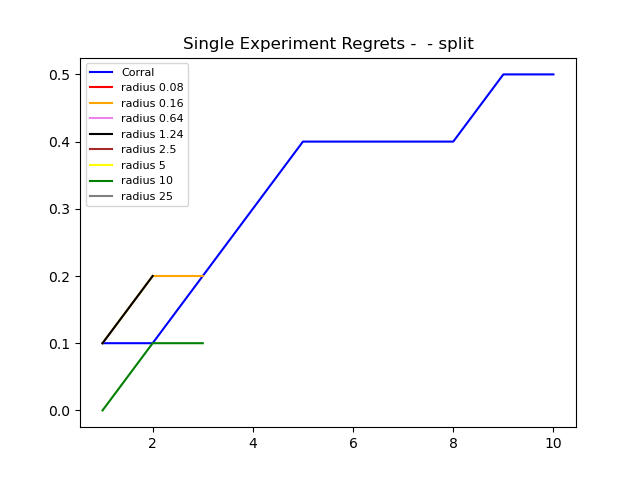 Single Experiment Regrets -  - split
Corral
radius 0.08
radius 0.16
radius 0.64
radius 1.24
radius 2.5
radius 5
radius 10
radius 25
0.5
0.4
0.3
0.2
0.1
0.0
2 4 6 8 10